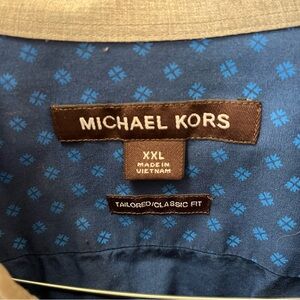 MICHAEL KORS
XXL
MADE IN
VIETNAM
TAILORED/CLASSIC FIT